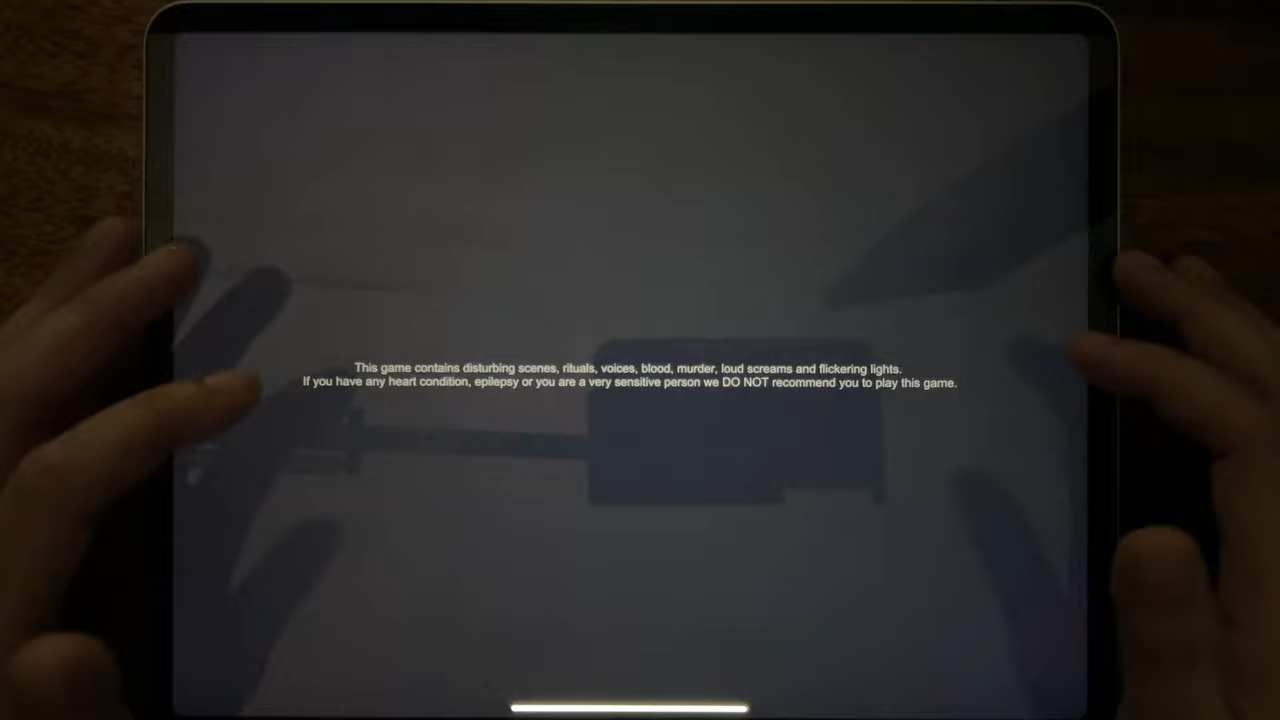 This game contains disturbing scenes, rituals, voices, blood, murder, loud screams and flickering lights.
If you have any heart condition, epilepsy or you are a very sensitive person we DO NOT recommend you to play this game.